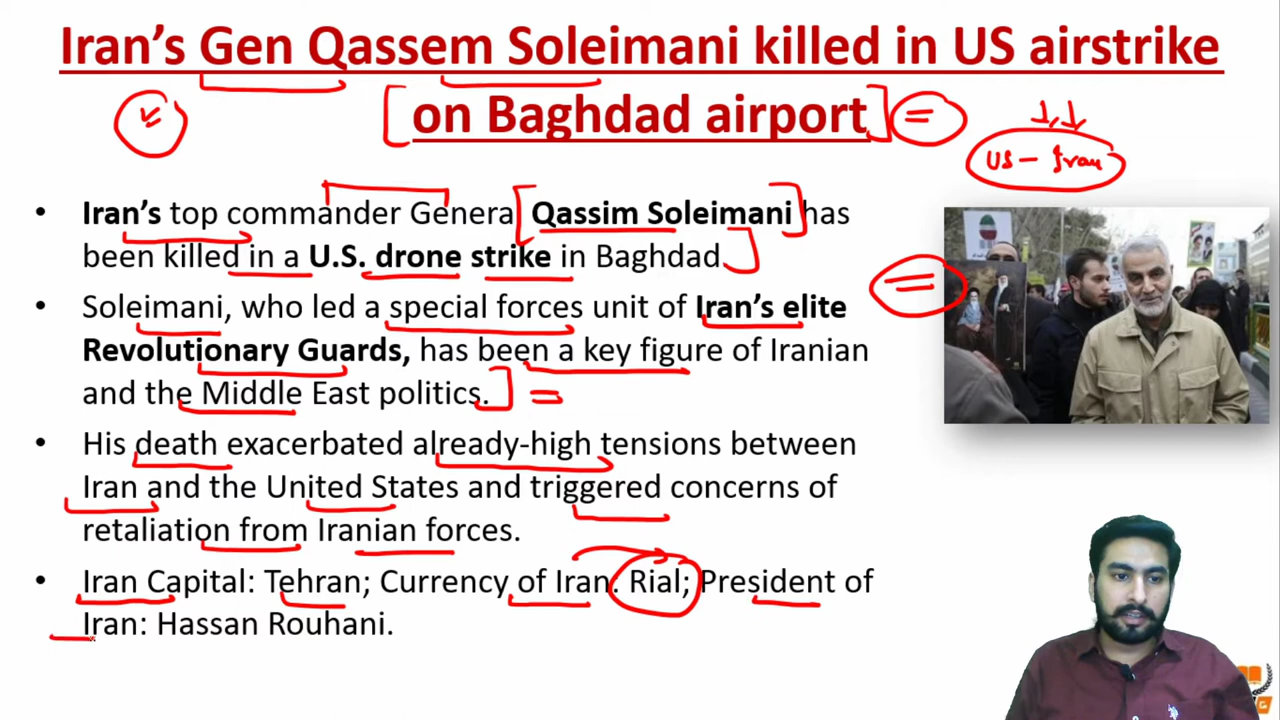 Iran's Gen Qassem Soleimani killed in US airstrike
on Baghdad airport
US - Iran
• Iran's top commander Genera Qassim Soleimani has
been killed in a U.S. drone strike in Baghdad.
• Soleimani, who led a special forces unit of Iran's elite
Revolutionary Guards, has been a key figure of Iranian
and the Middle East politics.
• His death exacerbated already-high tensions between
Iran and the United States and triggered concerns of
retaliation from Iranian forces.
• Iran Capital: Tehran; Currency of Iran: Rial; President of
Iran: Hassan Rouhani.